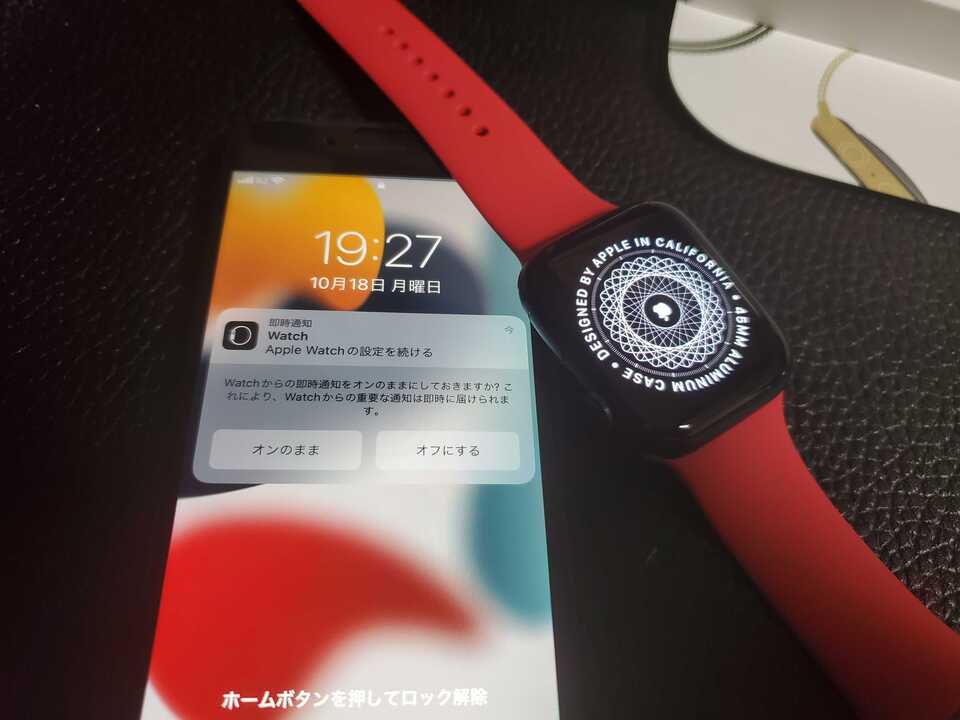 19:27
10月18日 月曜日
即時通知
今
Watch
Apple Watchの設定を続ける
Watchからの即時通知をオンのままにしておきますか? こ
れにより、Watchからの重要な通知は即時に届けられま
す。
オンのまま
オフにする
ホームボタンを押してロック解除
DESIGNED BY APPLE IN CALIFORNIA • 45MM ALUMINUM CASE •